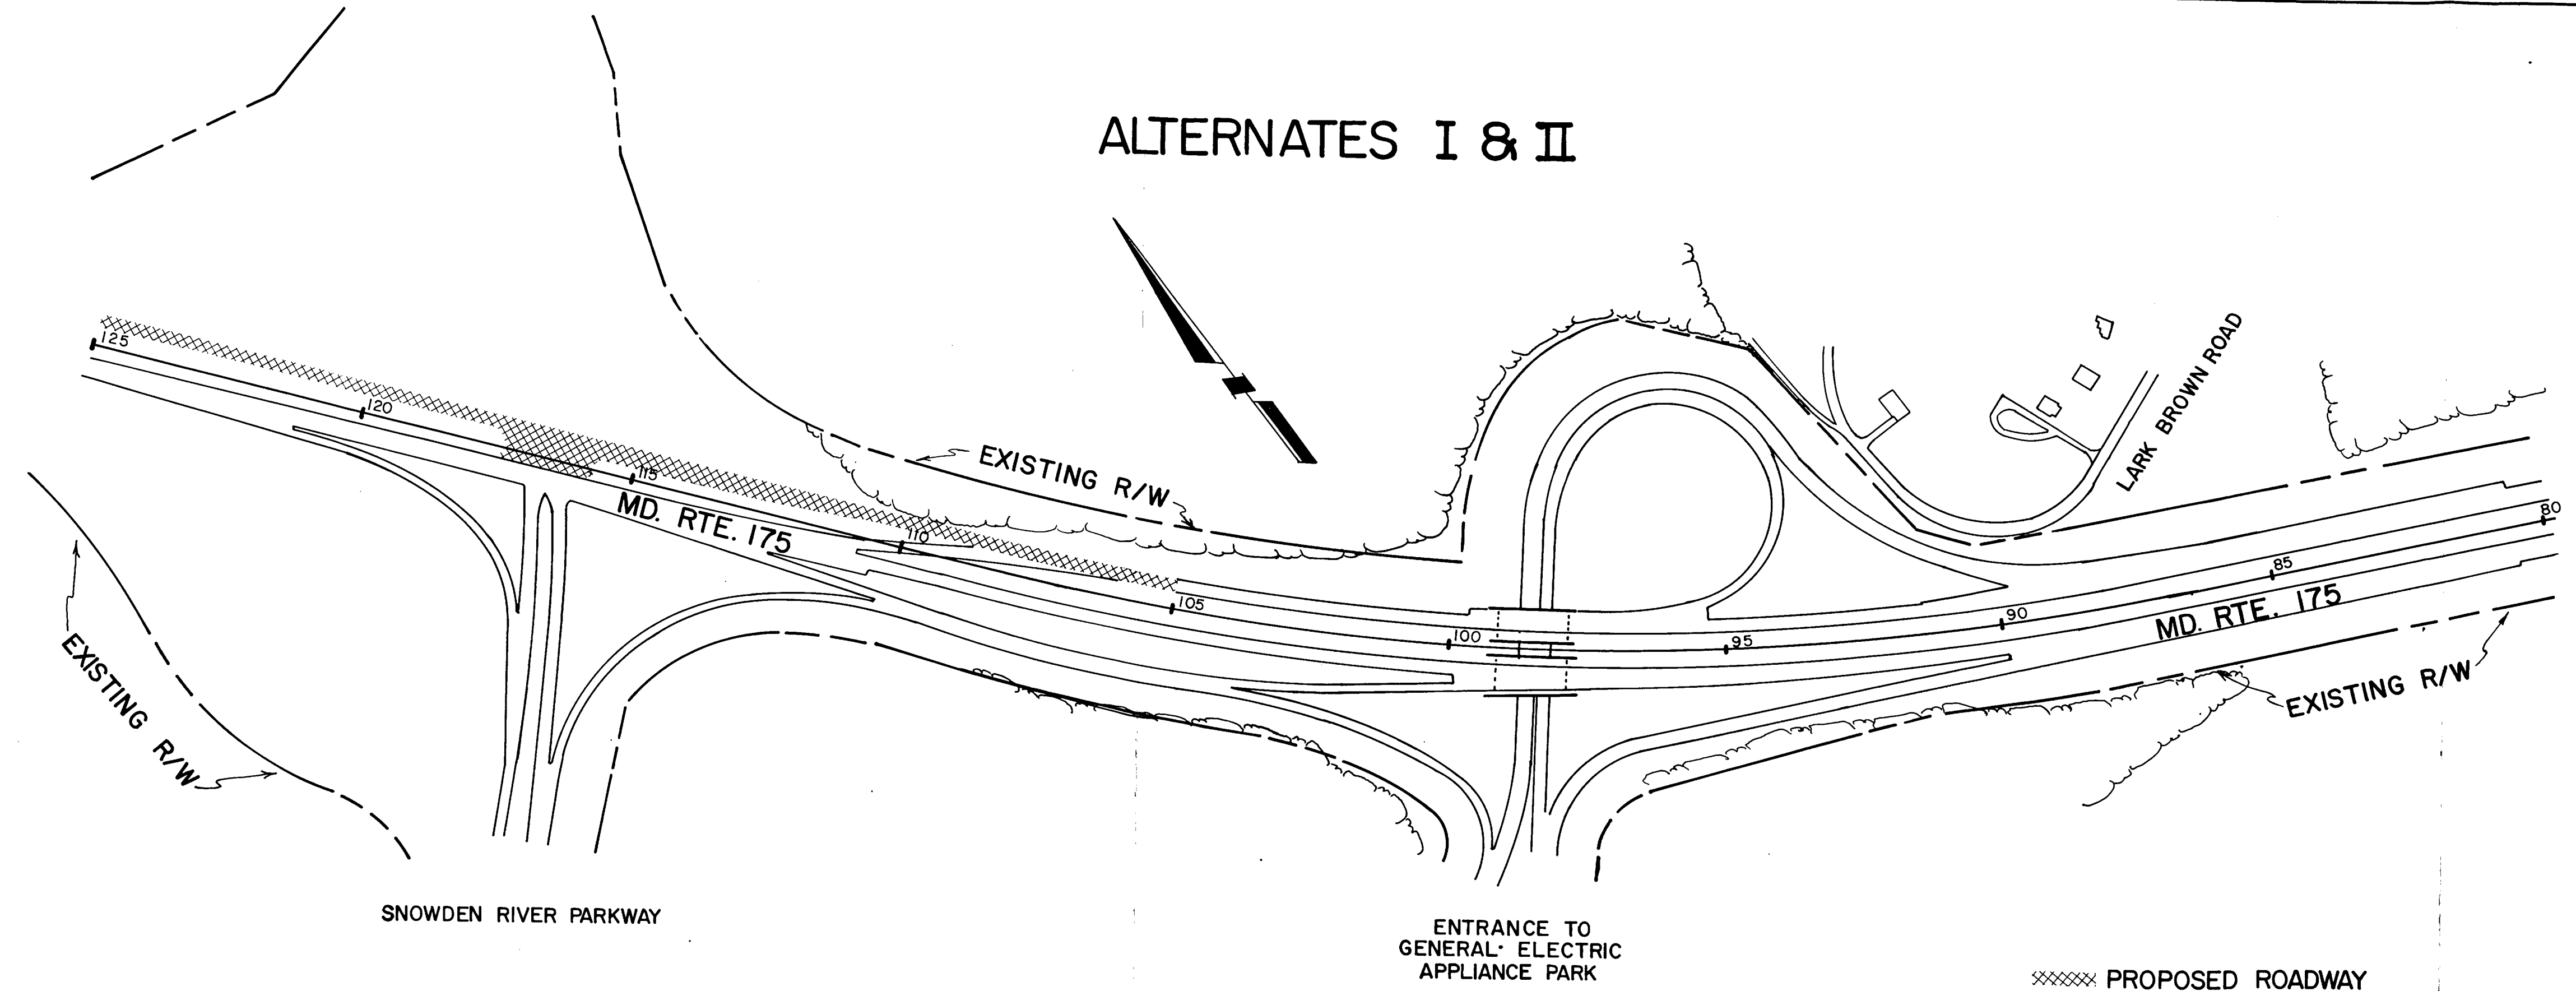 ALTERNATES I & II
125
120
115
110
105
100
95
90
85
80
MD. RTE. 175
MD. RTE. 175
EXISTING R/W
EXISTING R/W
EXISTING R/W
LARK BROWN ROAD
SNOWDEN RIVER PARKWAY
ENTRANCE TO
GENERAL ELECTRIC
APPLIANCE PARK
PROPOSED ROADWAY